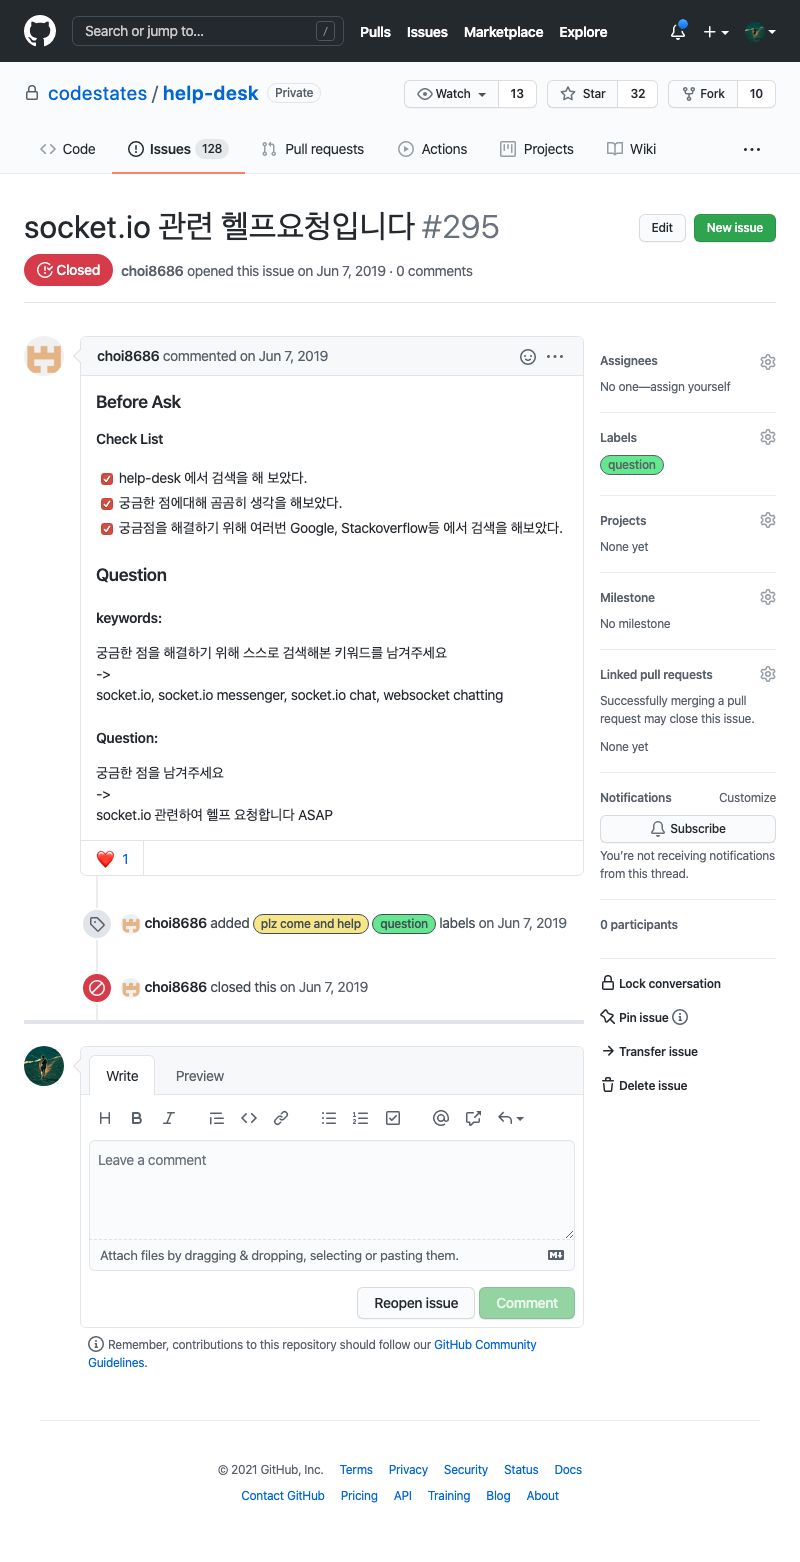 Search or jump to...
/
Pulls Issues Marketplace Explore
codestates / help-desk Private
Watch 13 Star 32 Fork 10
Code Issues 128 Pull requests Actions Projects Wiki
socket.io 관련 헬프요청입니다 #295
Edit New issue
Closed choi8686 opened this issue on Jun 7, 2019 · 0 comments
choi8686 commented on Jun 7, 2019
Before Ask
Check List
help-desk 에서 검색을 해 보았다.
궁금한 점에대해 곰곰히 생각을 해보았다.
궁금점을 해결하기 위해 여러번 Google, Stackoverflow등 에서 검색을 해보았다.
Question
keywords:
궁금한 점을 해결하기 위해 스스로 검색해본 키워드를 남겨주세요
->
socket.io, socket.io messenger, socket.io chat, websocket chatting
Question:
궁금한 점을 남겨주세요
->
socket.io 관련하여 헬프 요청합니다 ASAP
❤️ 1
choi8686 added plz come and help question labels on Jun 7, 2019
choi8686 closed this on Jun 7, 2019
Write Preview
H B I
Leave a comment
Attach files by dragging & dropping, selecting or pasting them.
Reopen issue Comment
Remember, contributions to this repository should follow our GitHub Community
Guidelines.
Assignees
No one—assign yourself
Labels
question
Projects
None yet
Milestone
No milestone
Linked pull requests
Successfully merging a pull
request may close this issue.
None yet
Notifications Customize
Subscribe
You're not receiving notifications
from this thread.
0 participants
Lock conversation
Pin issue
Transfer issue
Delete issue
© 2021 GitHub, Inc. Terms Privacy Security Status Docs
Contact GitHub Pricing API Training Blog About